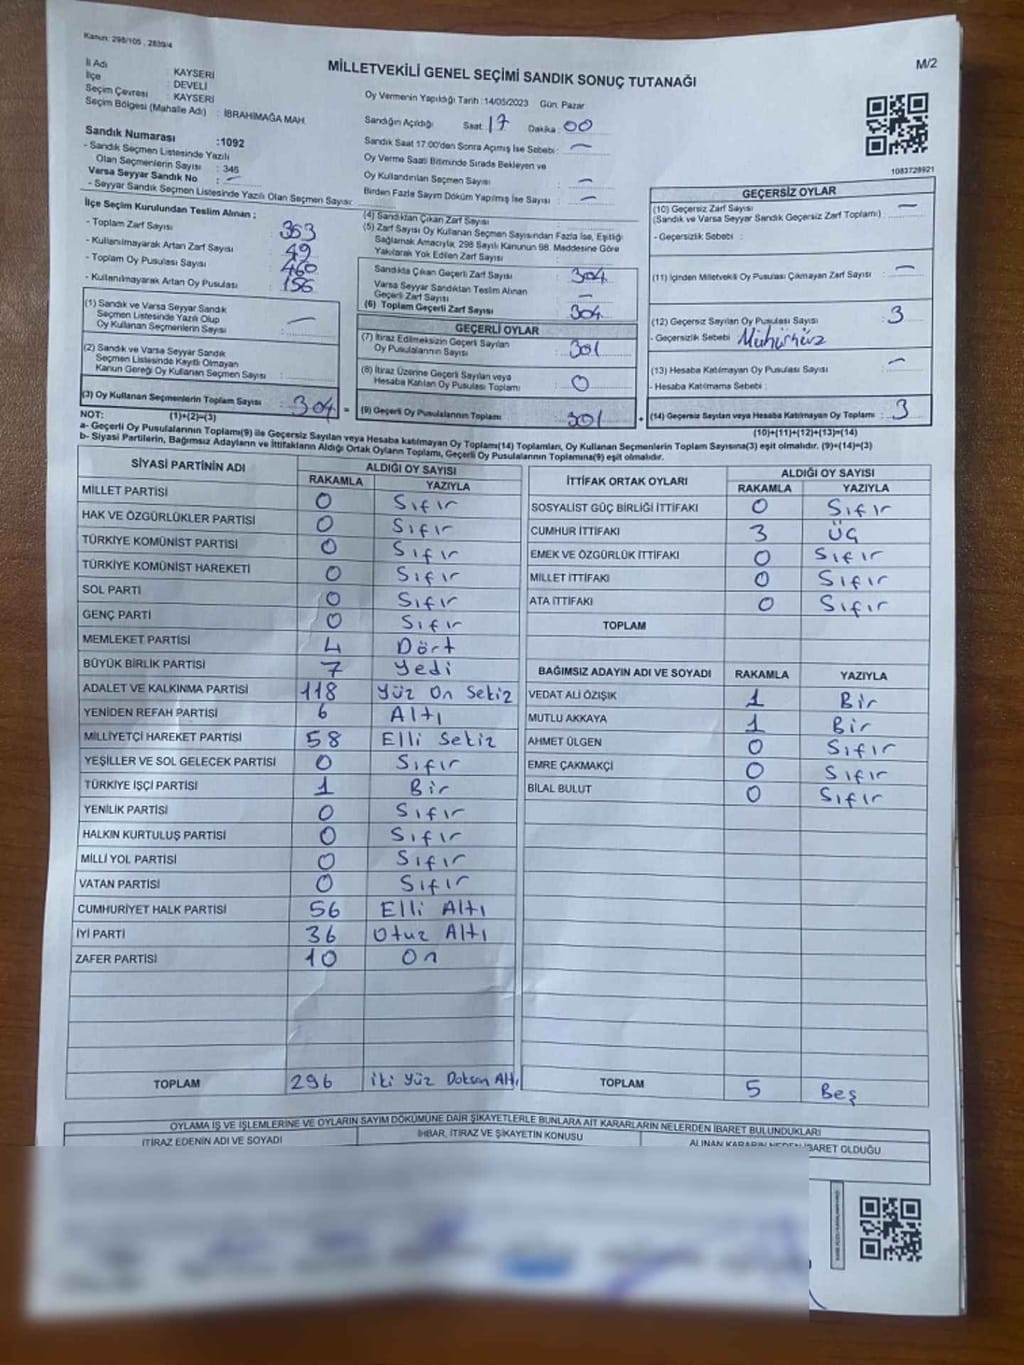 Kanun: 298/105 , 2839/4
M/2
MİLLETVEKİLİ GENEL SEÇİMİ SANDIK SONUÇ TUTANAĞI
İl Adı : KAYSERİ
İlçe : DEVELİ
Seçim Çevresi : KAYSERİ
Seçim Bölgesi (Mahalle Adı) : İBRAHİMAĞA MAH.
Sandık Numarası :1092
- Sandık Seçmen Listesinde Yazılı
Olan Seçmenlerin Sayısı : 345
Varsa Seyyar Sandık No : —
- Seyyar Sandık Seçmen Listesinde Yazılı Olan Seçmen Sayısı:
İlçe Seçim Kurulundan Teslim Alınan ;
- Toplam Zarf Sayısı : 353
- Kullanılmayarak Artan Zarf Sayısı : 49
- Toplam Oy Pusulası Sayısı : 460
- Kullanılmayarak Artan Oy Pusulası : 156
Oy Vermenin Yapıldığı Tarih :14/05/2023 Gün: Pazar
Sandığın Açıldığı Saat: 17 Dakika: 00
Sandık Saat 17:00'den Sonra Açımış İse Sebebi : —
Oy Verme Saati Bitiminde Sırada Bekleyen ve
Oy Kullandırılan Seçmen Sayısı : —
Birden Fazla Sayım Döküm Yapılmış İse Sayısı : —
(4) Sandıktan Çıkan Zarf Sayısı
(5) Zarf Sayısı Oy Kullanan Seçmen Sayısından Fazla İse, Eşitliği
Sağlamak Amacıyla, 298 Sayılı Kanunun 98. Maddesine Göre
Yakılarak Yok Edilen Zarf Sayısı
Sandıkta Çıkan Geçerli Zarf Sayısı : 304
Varsa Seyyar Sandıktan Teslim Alınan
Geçerli Zarf Sayısı : —
(6) Toplam Geçerli Zarf Sayısı : 304
1083728921
GEÇERSİZ OYLAR
(10) Geçersiz Zarf Sayısı
(Sandık ve Varsa Seyyar Sandık Geçersiz Zarf Toplamı) : —
- Geçersizlik Sebebi :
(11) İçinden Milletvekili Oy Pusulası Çıkmayan Zarf Sayısı : —
(12) Geçersiz Sayılan Oy Pusulası Sayısı : 3
- Geçersizlik Sebebi : Mühürsüz
(13) Hesaba Katılmayan Oy Pusulası Sayısı : —
- Hesaba Katılmama Sebebi :
(14) Geçersiz Sayılan veya Hesaba Katılmayan Oy Toplamı : 3
(10)+(11)+(12)+(13)=(14)
(1) Sandık ve Varsa Seyyar Sandık
Seçmen Listesinde Yazılı Olup
Oy Kullanan Seçmenlerin Sayısı : —
(2) Sandık ve Varsa Seyyar Sandık
Seçmen Listesinde Kayıtlı Olmayan
Kanun Gereği Oy Kullanan Seçmen Sayısı :
(3) Oy Kullanan Seçmenlerin Toplam Sayısı : 304 =
(1)+(2)=(3)
GEÇERLİ OYLAR
(7) İtiraz Edilmeksizin Geçerli Sayılan
Oy Pusulalarının Sayısı : 301
(8) İtiraz Üzerine Geçerli Sayılan veya
Hesaba Katılan Oy Pusulası Toplamı : 0
(9) Geçerli Oy Pusulalarının Toplamı : 301 +
NOT:
a- Geçerli Oy Pusulalarının Toplamı(9) ile Geçersiz Sayılan veya Hesaba katılmayan Oy Toplamı(14) Toplamları, Oy Kullanan Seçmenlerin Toplam Sayısına(3) eşit olmalıdır. (9)+(14)=(3)
b- Siyasi Partilerin, Bağımsız Adayların ve İttifakların Aldığı Ortak Oyların Toplamı, Geçerli Oy Pusulalarının Toplamına(9) eşit olmalıdır.
SİYASİ PARTİNİN ADI ALDIĞI OY SAYISI
RAKAMLA YAZIYLA
MİLLET PARTİSİ 0 Sıfır
HAK VE ÖZGÜRLÜKLER PARTİSİ 0 Sıfır
TÜRKİYE KOMÜNİST PARTİSİ 0 Sıfır
TÜRKİYE KOMÜNİST HAREKETİ 0 Sıfır
SOL PARTİ 0 Sıfır
GENÇ PARTİ 0 Sıfır
MEMLEKET PARTİSİ 4 Dört
BÜYÜK BİRLİK PARTİSİ 7 Yedi
ADALET VE KALKINMA PARTİSİ 118 Yüz On Sekiz
YENİDEN REFAH PARTİSİ 6 Altı
MİLLİYETÇİ HAREKET PARTİSİ 58 Elli Sekiz
YEŞİLLER VE SOL GELECEK PARTİSİ 0 Sıfır
TÜRKİYE İŞÇİ PARTİSİ 1 Bir
YENİLİK PARTİSİ 0 Sıfır
HALKIN KURTULUŞ PARTİSİ 0 Sıfır
MİLLİ YOL PARTİSİ 0 Sıfır
VATAN PARTİSİ 0 Sıfır
CUMHURİYET HALK PARTİSİ 56 Elli Altı
İYİ PARTİ 36 Otuz Altı
ZAFER PARTİSİ 10 On
TOPLAM 296 İki Yüz Doksan Altı
İTTİFAK ORTAK OYLARI ALDIĞI OY SAYISI
RAKAMLA YAZIYLA
SOSYALIST GÜÇ BİRLİĞİ İTTİFAKI 0 Sıfır
CUMHUR İTTİFAKI 3 Üç
EMEK VE ÖZGÜRLÜK İTTİFAKI 0 Sıfır
MİLLET İTTİFAKI 0 Sıfır
ATA İTTİFAKI 0 Sıfır
TOPLAM
BAĞIMSIZ ADAYIN ADI VE SOYADI RAKAMLA YAZIYLA
VEDAT ALİ ÖZIŞIK 1 Bir
MUTLU AKKAYA 1 Bir
AHMET ÜLGEN 0 Sıfır
EMRE ÇAKMAKÇİ 0 Sıfır
BİLAL BULUT 0 Sıfır
TOPLAM 5 Beş
OYLAMA İŞ VE İŞLEMLERİNE VE OYLARIN SAYIM DÖKÜMÜNE DAİR ŞİKAYETLERLE BUNLARA AİT KARARLARIN NELERDEN İBARET BULUNDUKLARI
İTİRAZ EDENİN ADI VE SOYADI İHBAR, İTİRAZ VE ŞİKAYETİN KONUSU ALINAN KARARIN NEDEN İBARET OLDUĞU